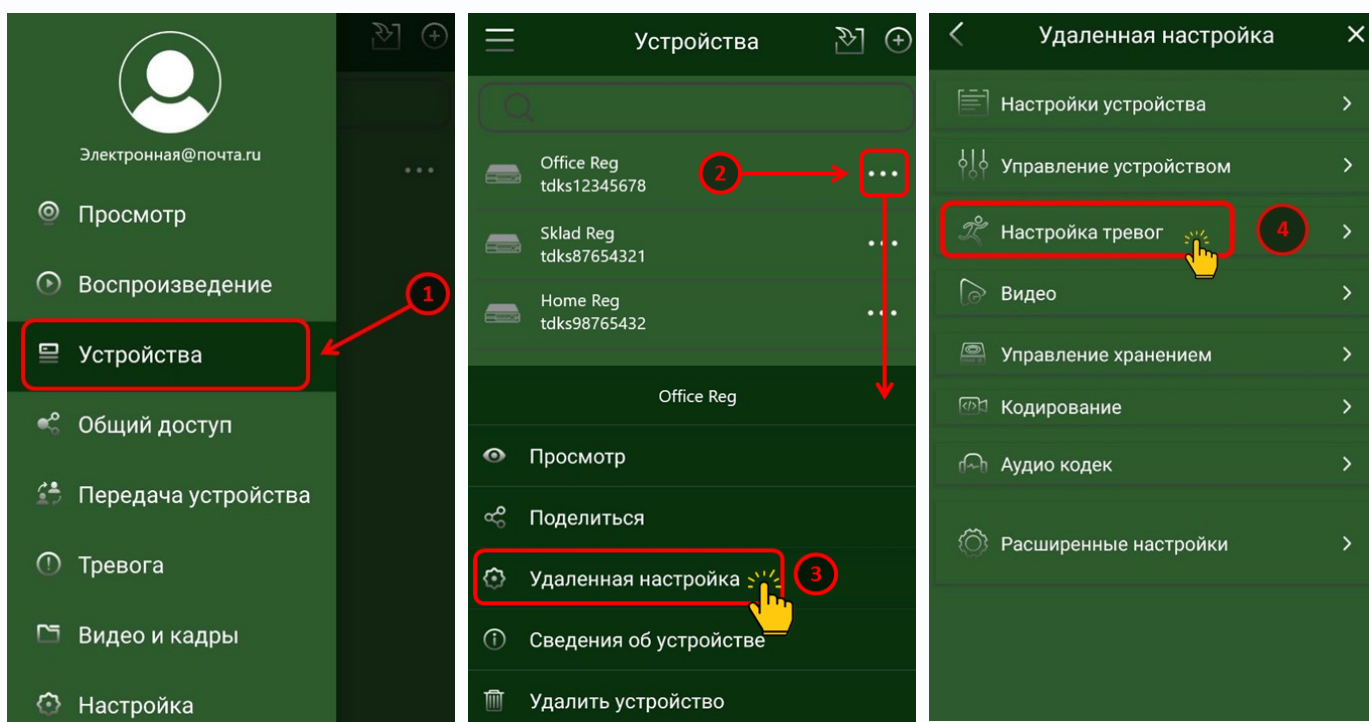 Электронная@почта.ru
Просмотр
Воспроизведение
1
Устройства
Общий доступ
Передача устройства
Тревога
Видео и кадры
Настройка
Устройства
Office Reg
tdks12345678
2
Sklad Reg
tdks87654321
Home Reg
tdks98765432
Office Reg
Просмотр
Поделиться
Удаленная настройка
3
Сведения об устройстве
Удалить устройство
Удаленная настройка
Настройки устройства
Управление устройством
Настройка тревог
4
Видео
Управление хранением
Кодирование
Аудио кодек
Расширенные настройки